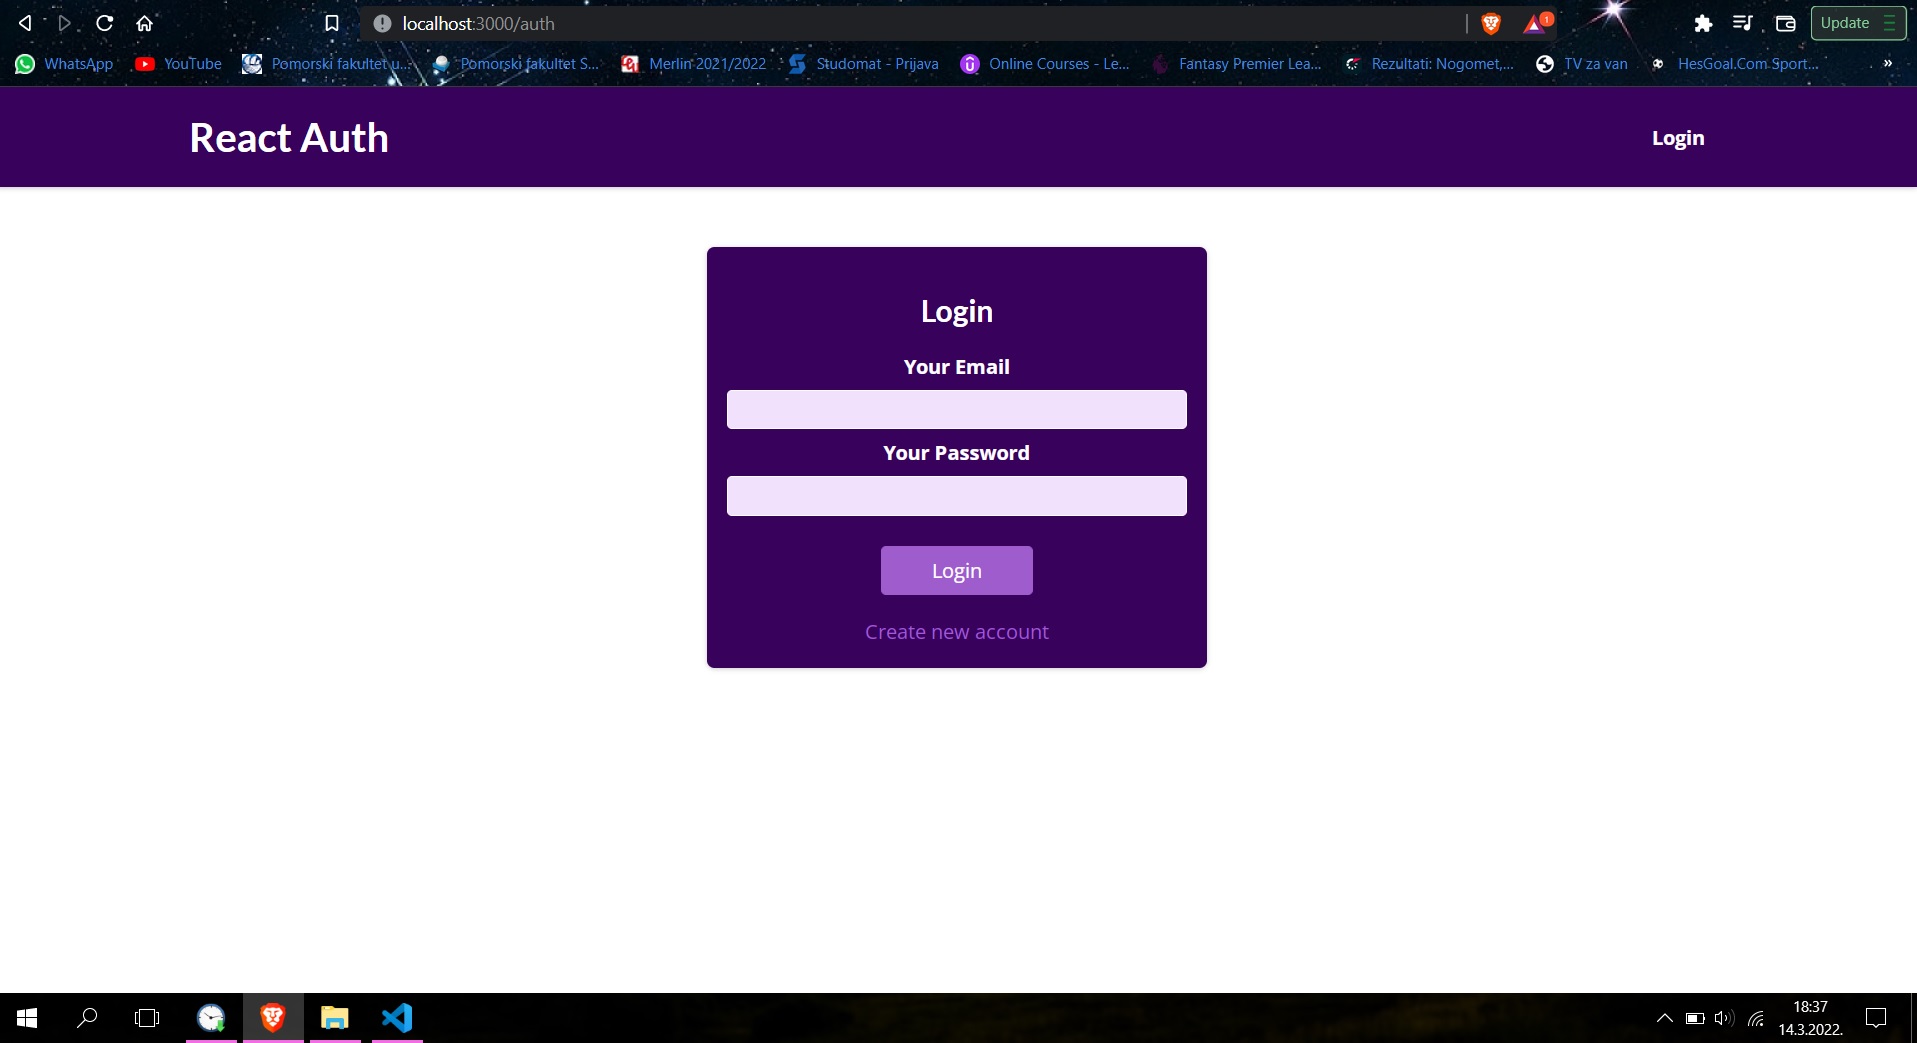 localhost:3000/auth
1
Update
WhatsApp
YouTube
Pomorski fakultet u...
Pomorski fakultet S...
Merlin 2021/2022
Studomat - Prijava
Online Courses - Le...
Fantasy Premier Lea...
Rezultati: Nogomet,...
TV za van
HesGoal.Com Sport...
»
React Auth
Login
Login
Your Email
Your Password
Login
Create new account
18:37
14.3.2022.